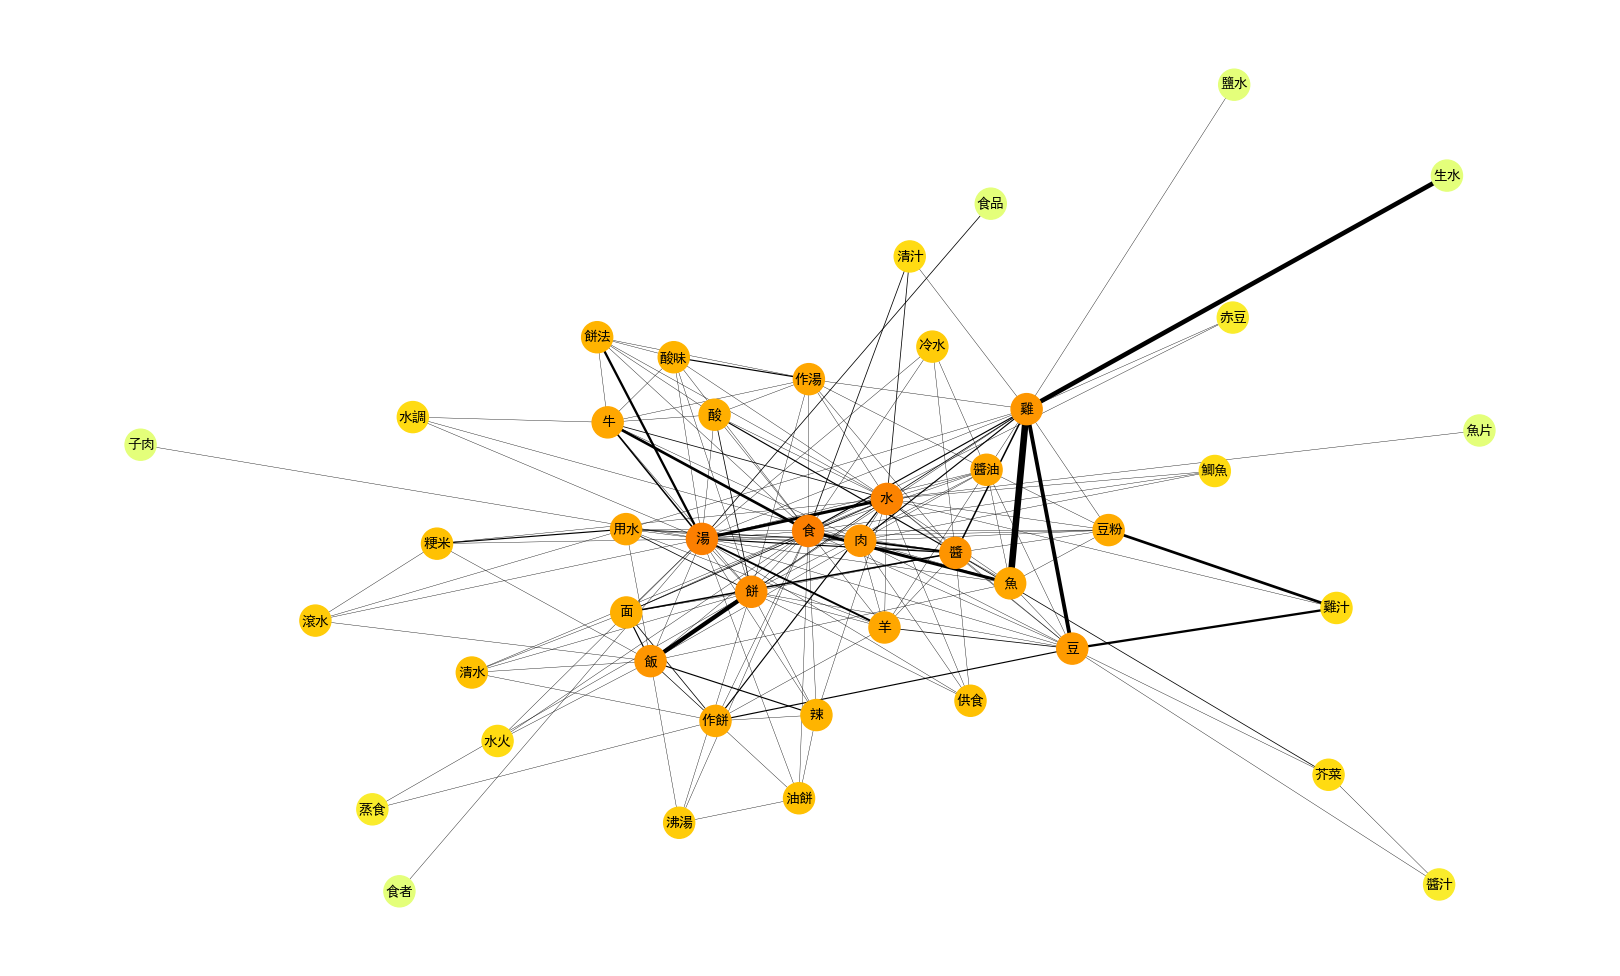 鹽水
生水
食品
清汁
赤豆
餅法
酸味
冷水
作湯
雞
水調
牛
酸
子肉
魚片
醬油
鯽魚
水
用水
湯
食
肉
豆粉
粳米
醬
魚
餅
面
雞汁
滾水
羊
豆
飯
清水
供食
作餅
辣
水火
芥菜
油餅
蒸食
沸湯
醬汁
食者